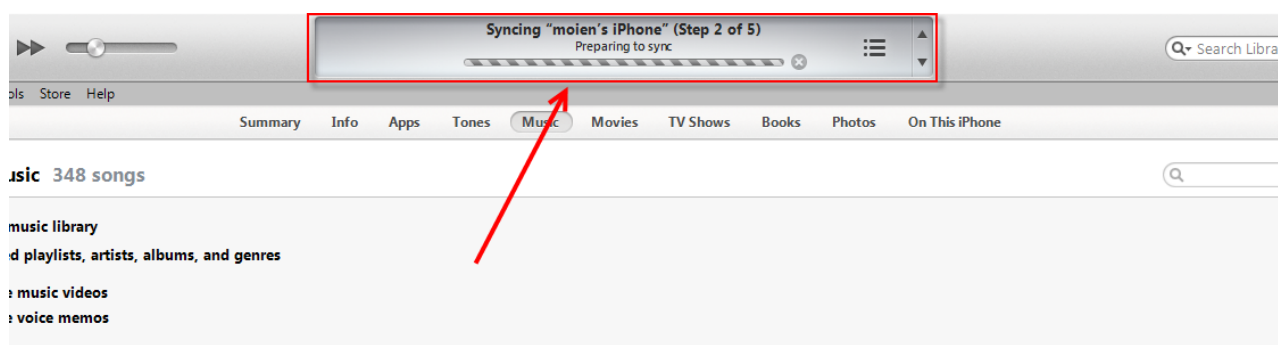 Syncing “moien's iPhone” (Step 2 of 5)
Preparing to sync
Search Libra
ols Store Help
Summary Info Apps Tones Music Movies TV Shows Books Photos On This iPhone
usic 348 songs
music library
d playlists, artists, albums, and genres
e music videos
e voice memos